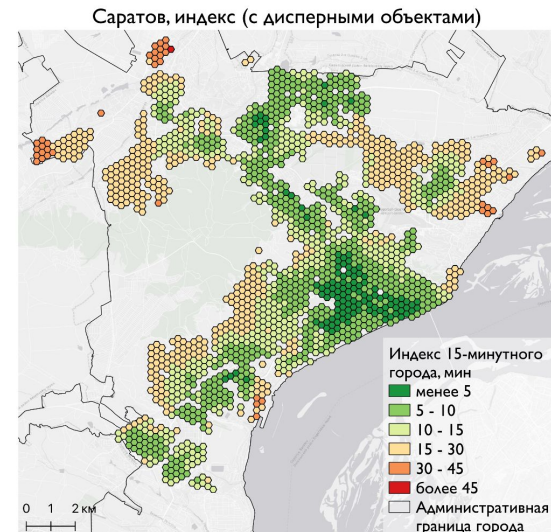 Саратов, индекс (с дисперными объектами)
Индекс 15-минутного
города, мин
менее 5
5 - 10
10 - 15
15 - 30
30 - 45
более 45
Административная
граница города
0 1 2 км